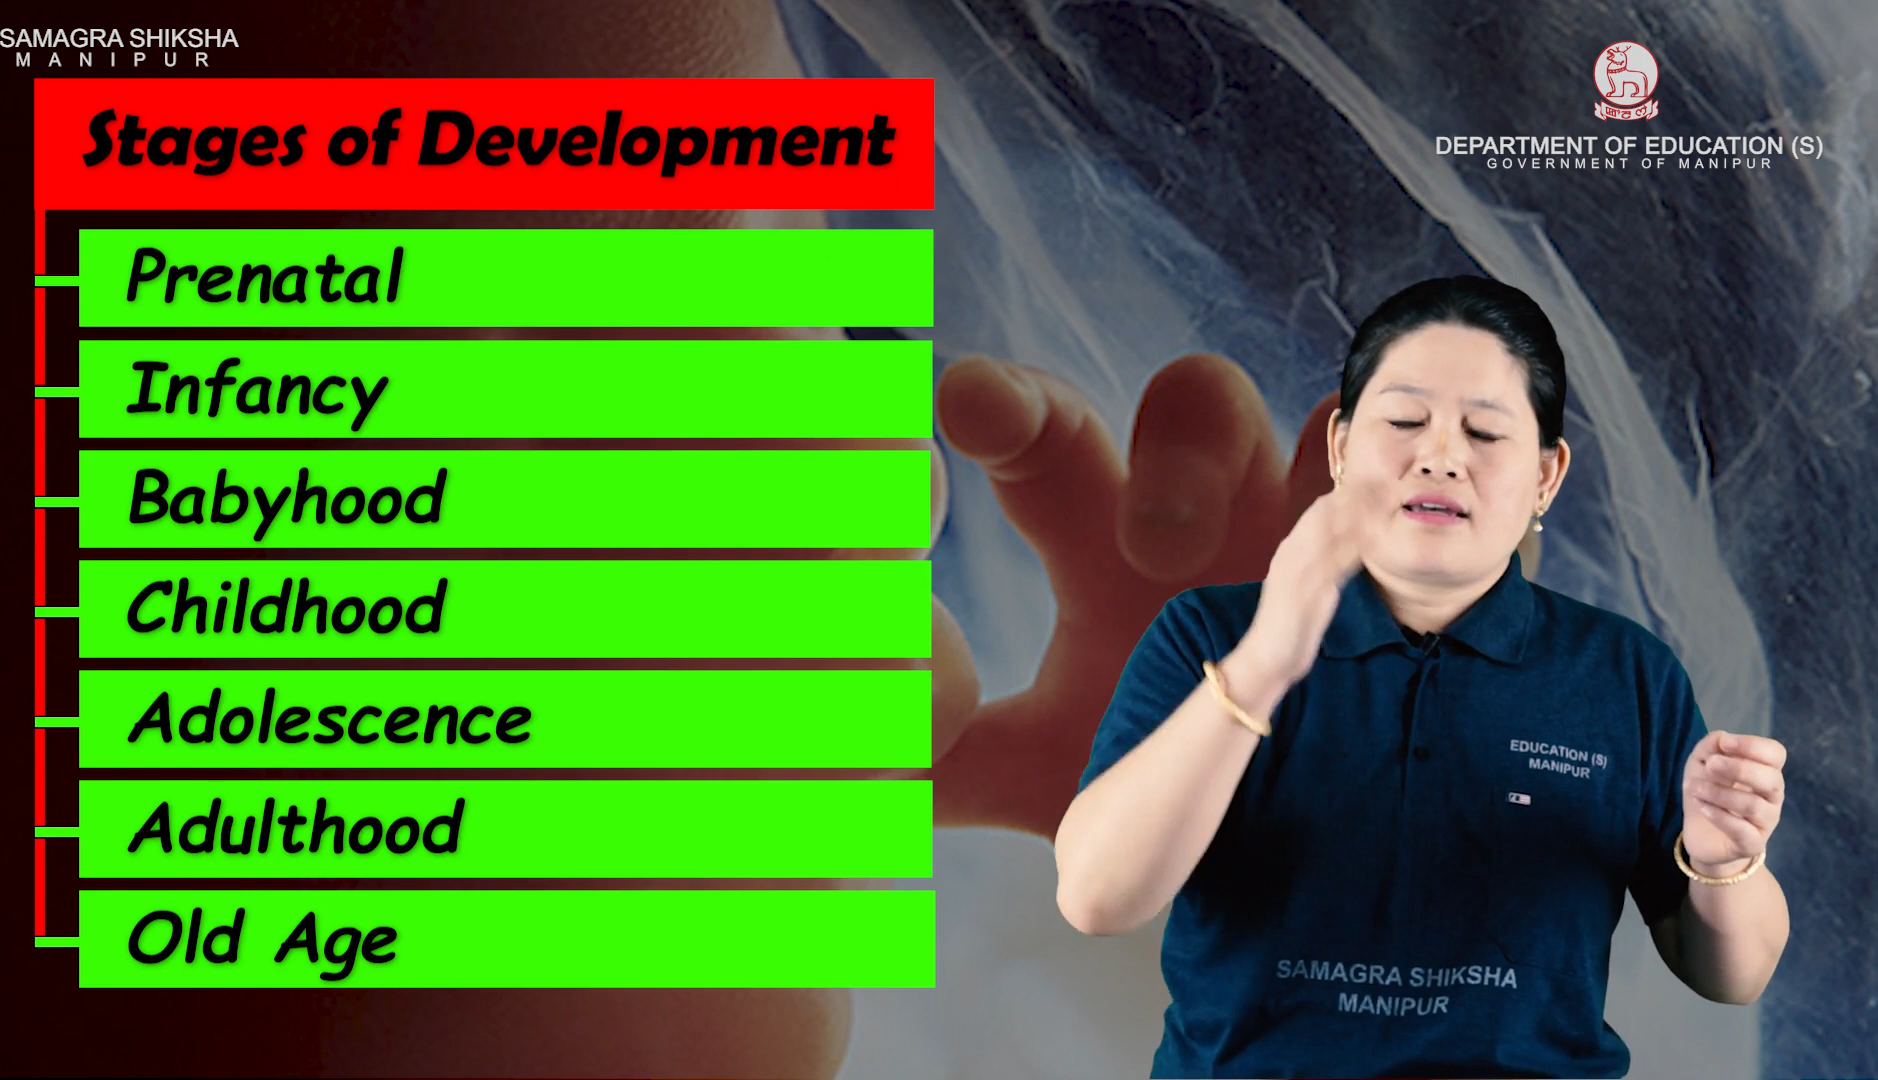 SAMAGRA SHIKSHA
MANIPUR
Stages of Development
Prenatal
Infancy
Babyhood
Childhood
Adolescence
Adulthood
Old Age
DEPARTMENT OF EDUCATION (S)
GOVERNMENT OF MANIPUR
EDUCATION (S)
MANIPUR
SAMAGRA SHIKSHA
MANIPUR